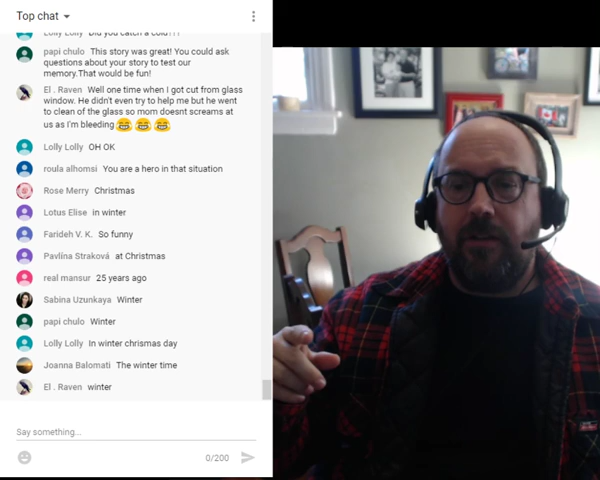 Top chat
Lolly Lolly Did you catch a cold???
papi chulo This story was great! You could ask
questions about your story to test our
memory.That would be fun!
El . Raven Well one time when I got cut from glass
window. He didn't even try to help me but he went
to clean of the glass so mom doesnt screams at
us as I'm bleeding 😂 😂 😂
Lolly Lolly OH OK
roula alhomsi You are a hero in that situation
Rose Merry Christmas
Lotus Elise in winter
Farideh V. K. So funny
Pavlína Straková at Christmas
real mansur 25 years ago
Sabina Uzunkaya Winter
papi chulo Winter
Lolly Lolly In winter chrismas day
Joanna Balomati The winter time
El . Raven winter
Say something...
0/200